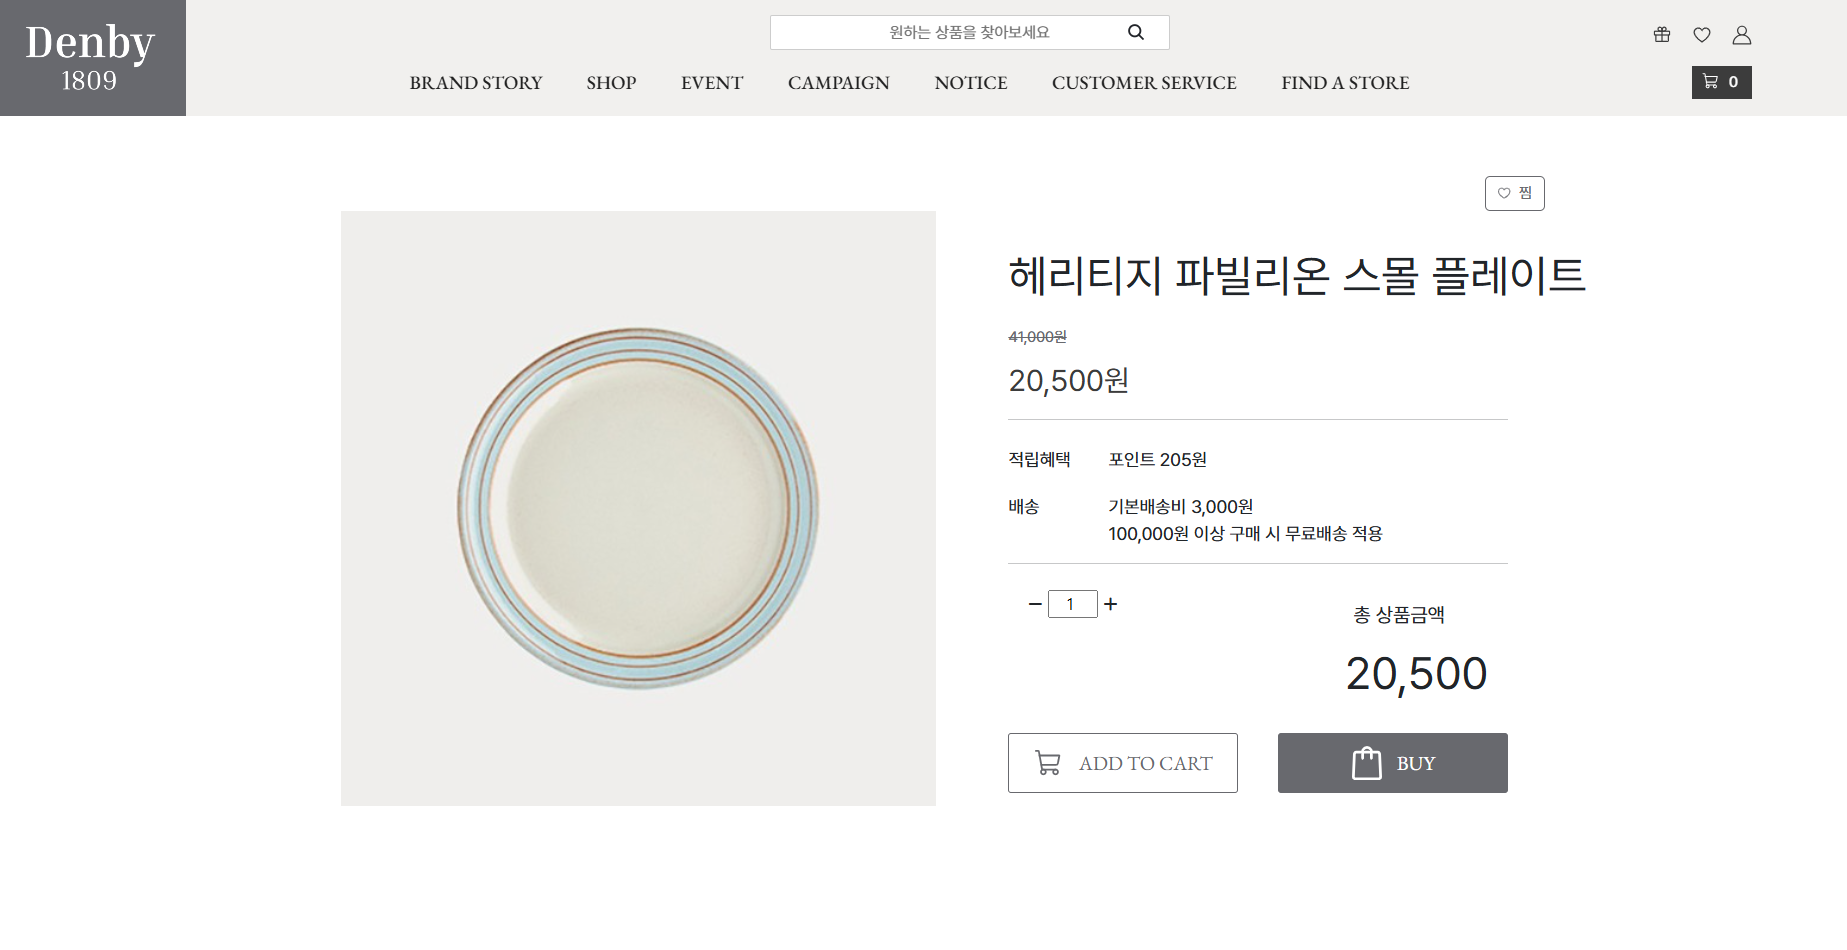 Denby
1809
원하는 상품을 찾아보세요
BRAND STORY SHOP EVENT CAMPAIGN NOTICE CUSTOMER SERVICE FIND A STORE
0
찜
헤리티지 파빌리온 스몰 플레이트
41,000원
20,500원
적립혜택 포인트 205원
배송 기본배송비 3,000원
100,000원 이상 구매 시 무료배송 적용
− 1 +
총 상품금액
20,500
ADD TO CART BUY